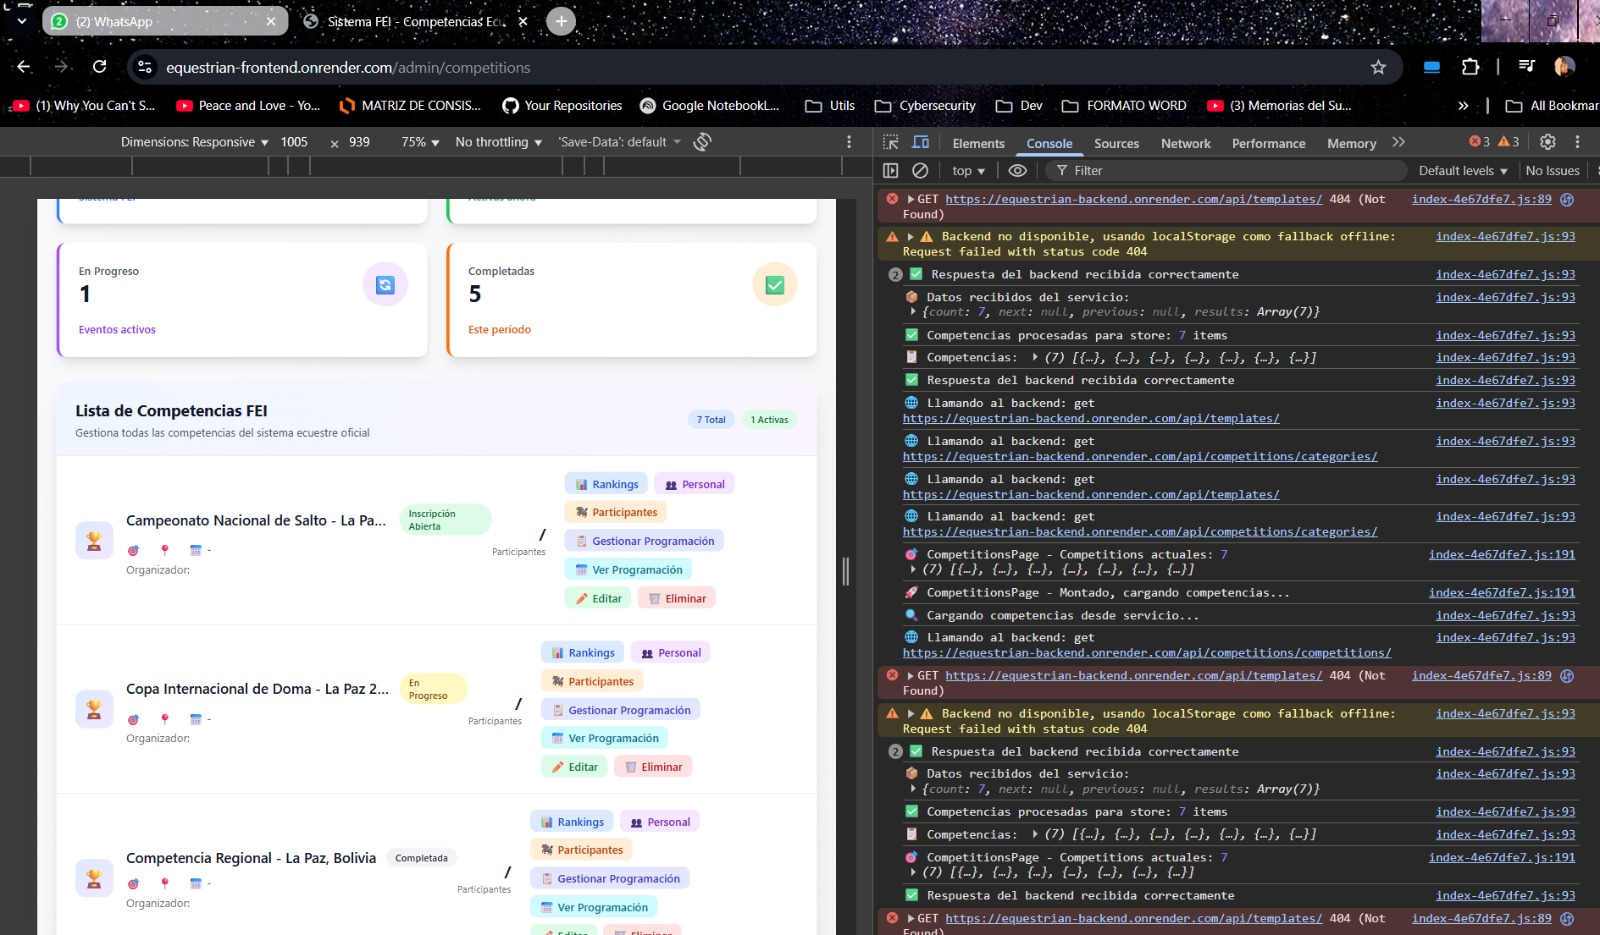 (2) WhatsApp
Sistema FEI - Competencias Ecu
equestrian-frontend.onrender.com/admin/competitions
(1) Why You Can't S...
Peace and Love - Yo...
MATRIZ DE CONSIS...
Your Repositories
Google NotebookL...
Utils
Cybersecurity
Dev
FORMATO WORD
(3) Memorias del Su...
»
All Bookmar
Dimensions: Responsive 1005 x 939 75% No throttling 'Save-Data': default
Elements Console Sources Network Performance Memory 3 3
top Filter Default levels No Issues
Sistema FEI
Activas ahora
En Progreso
1
Eventos activos
Completadas
5
Este período
Lista de Competencias FEI
Gestiona todas las competencias del sistema ecuestre oficial
7 Total
1 Activas
Campeonato Nacional de Salto - La Pa...
-
Organizador:
Inscripción
Abierta
/
Participantes
Rankings
Personal
Participantes
Gestionar Programación
Ver Programación
Editar
Eliminar
Copa Internacional de Doma - La Paz 2...
-
Organizador:
En
Progreso
/
Participantes
Rankings
Personal
Participantes
Gestionar Programación
Ver Programación
Editar
Eliminar
Competencia Regional - La Paz, Bolivia
-
Organizador:
Completada
/
Participantes
Rankings
Personal
Participantes
Gestionar Programación
Ver Programación
Editar
Eliminar
GET https://equestrian-backend.onrender.com/api/templates/ 404 (Not index-4e67dfe7.js:89
Found)
Backend no disponible, usando localStorage como fallback offline: index-4e67dfe7.js:93
Request failed with status code 404
2 Respuesta del backend recibida correctamente index-4e67dfe7.js:93
Datos recibidos del servicio: index-4e67dfe7.js:93
{count: 7, next: null, previous: null, results: Array(7)}
Competencias procesadas para store: 7 items index-4e67dfe7.js:93
Competencias: (7) [{…}, {…}, {…}, {…}, {…}, {…}, {…}] index-4e67dfe7.js:93
Respuesta del backend recibida correctamente index-4e67dfe7.js:93
Llamando al backend: get index-4e67dfe7.js:93
https://equestrian-backend.onrender.com/api/templates/
Llamando al backend: get index-4e67dfe7.js:93
https://equestrian-backend.onrender.com/api/competitions/categories/
Llamando al backend: get index-4e67dfe7.js:93
https://equestrian-backend.onrender.com/api/templates/
Llamando al backend: get index-4e67dfe7.js:93
https://equestrian-backend.onrender.com/api/competitions/categories/
CompetitionsPage - Competitions actuales: 7 index-4e67dfe7.js:191
(7) [{…}, {…}, {…}, {…}, {…}, {…}, {…}]
CompetitionsPage - Montado, cargando competencias... index-4e67dfe7.js:191
Cargando competencias desde servicio... index-4e67dfe7.js:93
Llamando al backend: get index-4e67dfe7.js:93
https://equestrian-backend.onrender.com/api/competitions/competitions/
GET https://equestrian-backend.onrender.com/api/templates/ 404 (Not index-4e67dfe7.js:89
Found)
Backend no disponible, usando localStorage como fallback offline: index-4e67dfe7.js:93
Request failed with status code 404
2 Respuesta del backend recibida correctamente index-4e67dfe7.js:93
Datos recibidos del servicio: index-4e67dfe7.js:93
{count: 7, next: null, previous: null, results: Array(7)}
Competencias procesadas para store: 7 items index-4e67dfe7.js:93
Competencias: (7) [{…}, {…}, {…}, {…}, {…}, {…}, {…}] index-4e67dfe7.js:93
CompetitionsPage - Competitions actuales: 7 index-4e67dfe7.js:191
(7) [{…}, {…}, {…}, {…}, {…}, {…}, {…}]
Respuesta del backend recibida correctamente index-4e67dfe7.js:93
GET https://equestrian-backend.onrender.com/api/templates/ 404 (Not index-4e67dfe7.js:89
Found)